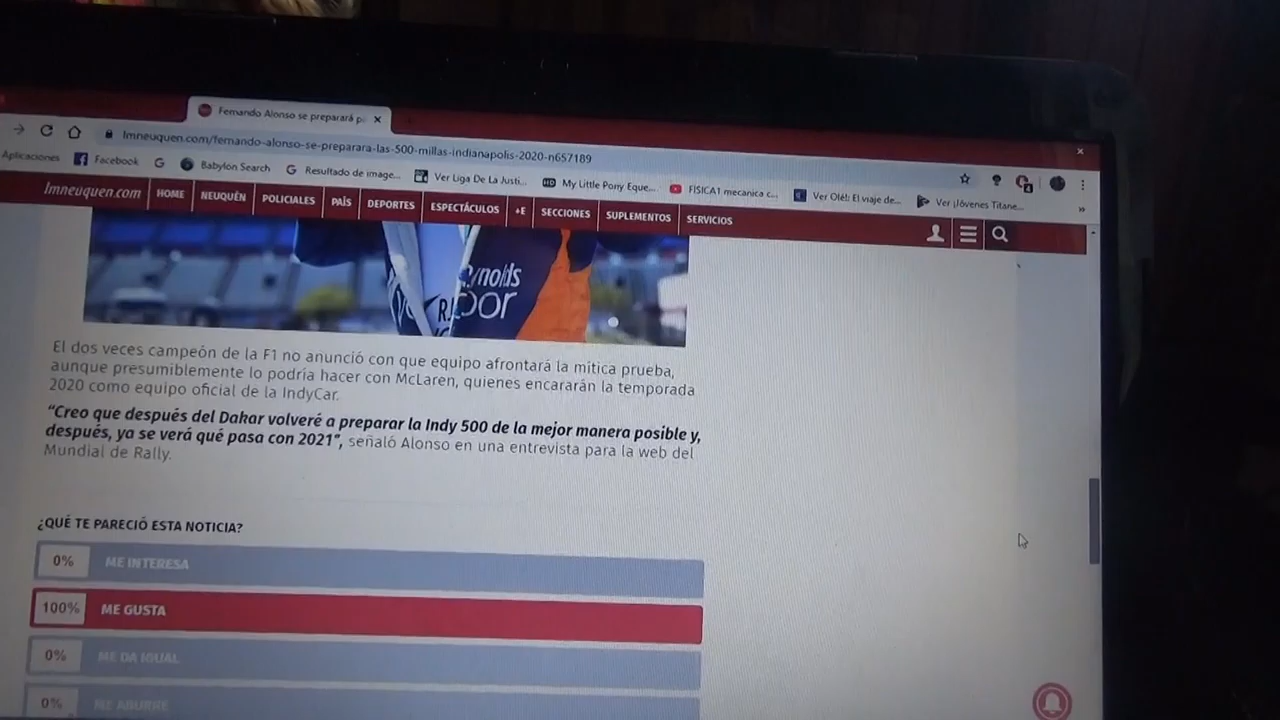 Fernando Alonso se preparará p
lmneuquen.com/fernando-alonso-se-preparara-las-500-millas-indianapolis-2020-n657189
Aplicaciones Facebook Babylon Search Resultado de image... Ver Liga De La Justi... My Little Pony Eque... FÍSICA1 mecanica c... Ver Olé!: El viaje de... Ver ¡Jóvenes Titane... »
lmneuquen.com HOME NEUQUÉN POLICIALES PAÍS DEPORTES ESPECTÁCULOS +E SECCIONES SUPLEMENTOS SERVICIOS
ynolds
por
El dos veces campeón de la F1 no anunció con que equipo afrontará la mítica prueba,
aunque presumiblemente lo podría hacer con McLaren, quienes encararán la temporada
2020 como equipo oficial de la IndyCar.
“Creo que después del Dakar volveré a preparar la Indy 500 de la mejor manera posible y,
después, ya se verá qué pasa con 2021”, señaló Alonso en una entrevista para la web del
Mundial de Rally.
¿QUÉ TE PARECIÓ ESTA NOTICIA?
0% ME INTERESA
100% ME GUSTA
0% ME DA IGUAL
0% ME ABURRE